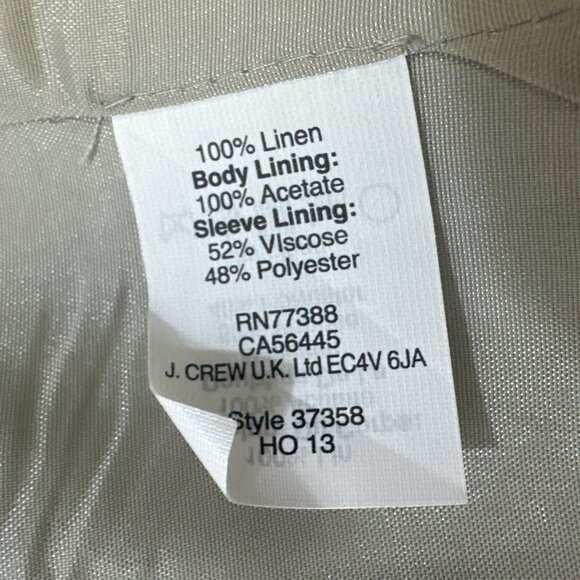 100% Linen
Body Lining:
100% Acetate
Sleeve Lining:
52% VIscose
48% Polyester
RN77388
CA56445
J. CREW U.K. Ltd EC4V 6JA
Style 37358
HO 13